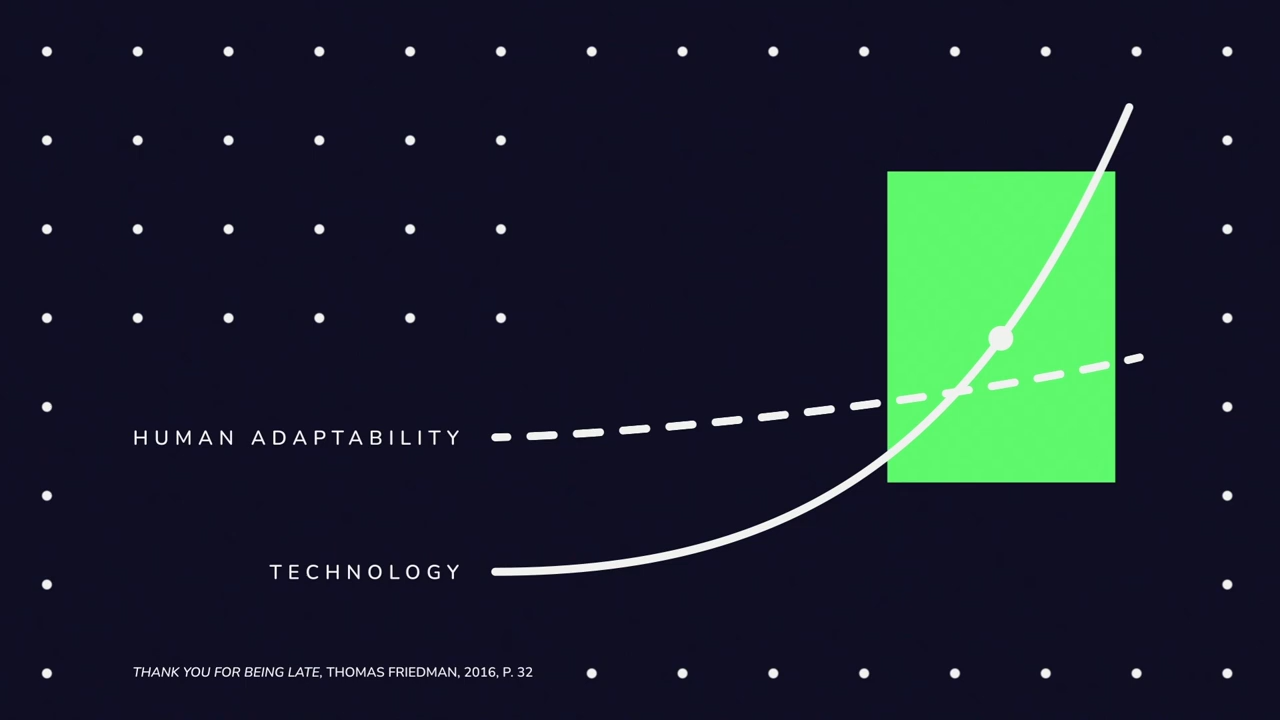 HUMAN ADAPTABILITY
TECHNOLOGY
THANK YOU FOR BEING LATE, THOMAS FRIEDMAN, 2016, P. 32